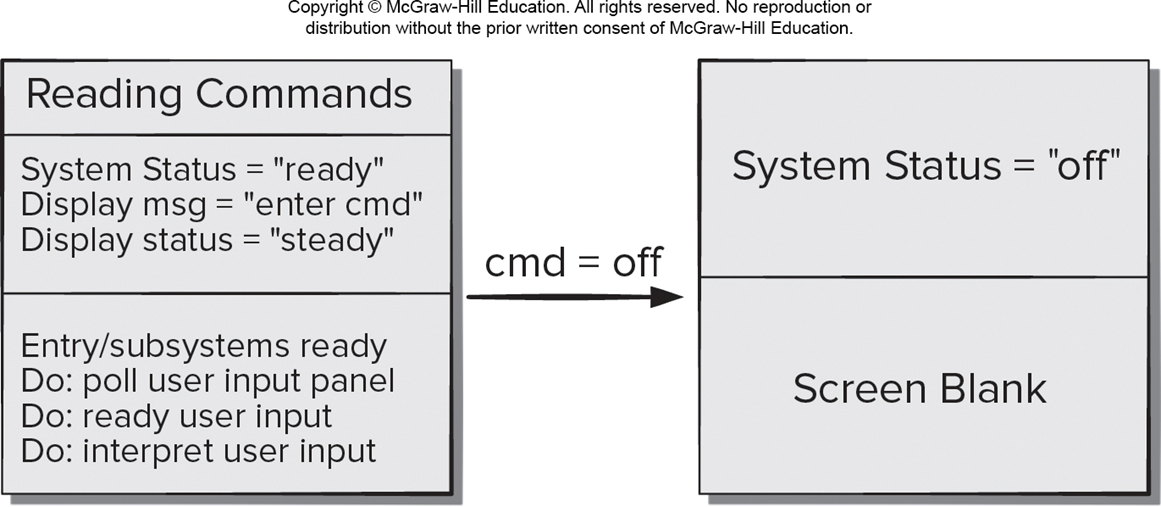 Copyright © McGraw-Hill Education. All rights reserved. No reproduction or
distribution without the prior written consent of McGraw-Hill Education.
Reading Commands
System Status = "ready"
Display msg = "enter cmd"
Display status = "steady"
Entry/subsystems ready
Do: poll user input panel
Do: ready user input
Do: interpret user input
cmd = off
System Status = "off"
Screen Blank